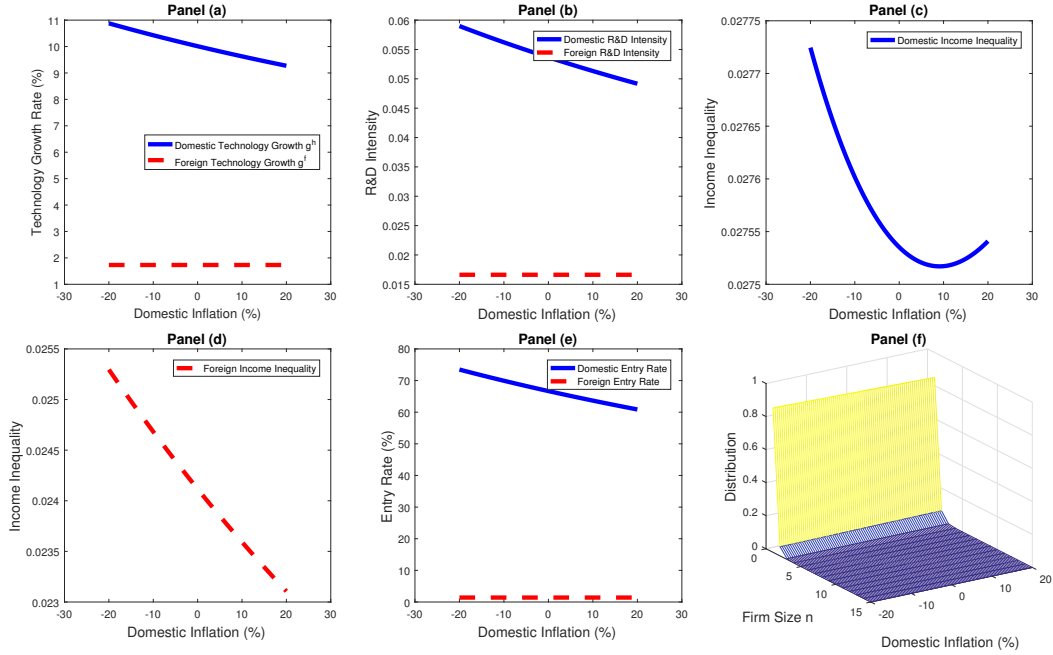 Panel (a)
11
10
9
8
7
6
5
4
3
2
1
Technology Growth Rate (%)
Domestic Technology Growth g^h
Foreign Technology Growth g^f
-30 -20 -10 0 10 20 30
Domestic Inflation (%)
Panel (b)
0.06
0.055
0.05
0.045
0.04
0.035
0.03
0.025
0.02
0.015
R&D Intensity
Domestic R&D Intensity
Foreign R&D Intensity
-30 -20 -10 0 10 20 30
Domestic Inflation (%)
Panel (c)
0.02775
0.0277
0.02765
0.0276
0.02755
0.0275
Income Inequality
Domestic Income Inequality
-30 -20 -10 0 10 20 30
Domestic Inflation (%)
Panel (d)
0.0255
0.025
0.0245
0.024
0.0235
0.023
Income Inequality
Foreign Income Inequality
-30 -20 -10 0 10 20 30
Domestic Inflation (%)
Panel (e)
80
70
60
50
40
30
20
10
0
Entry Rate (%)
Domestic Entry Rate
Foreign Entry Rate
-30 -20 -10 0 10 20 30
Domestic Inflation (%)
Panel (f)
1
0.8
0.6
0.4
0.2
0
Distribution
0
5
10
15
Firm Size n
-20
-10
0
10
20
Domestic Inflation (%)